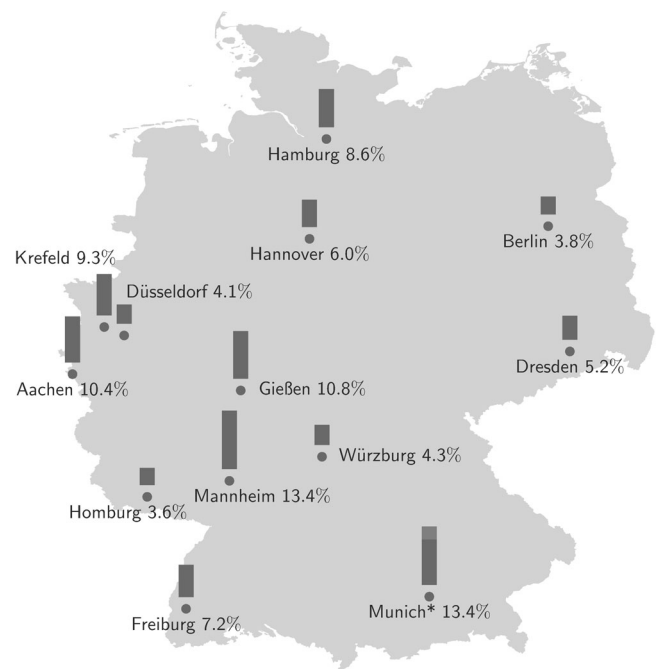 Hamburg 8.6%
Hannover 6.0%
Berlin 3.8%
Krefeld 9.3%
Düsseldorf 4.1%
Dresden 5.2%
Aachen 10.4%
Gießen 10.8%
Würzburg 4.3%
Mannheim 13.4%
Homburg 3.6%
Munich* 13.4%
Freiburg 7.2%